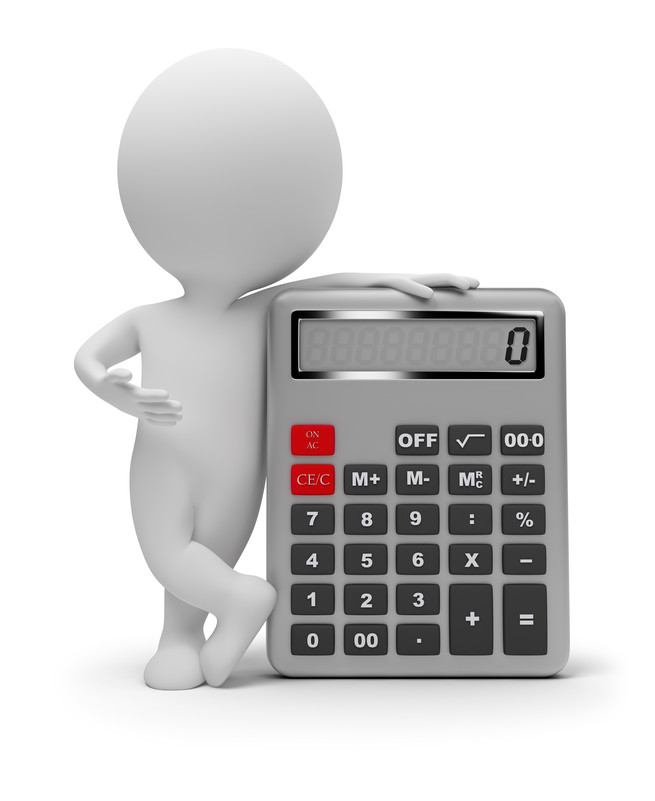 0
ON
AC
OFF √ 00·0
CE/C M+ M- MRC +/-
7 8 9 : %
4 5 6 X −
1 2 3 + =
0 00 ·